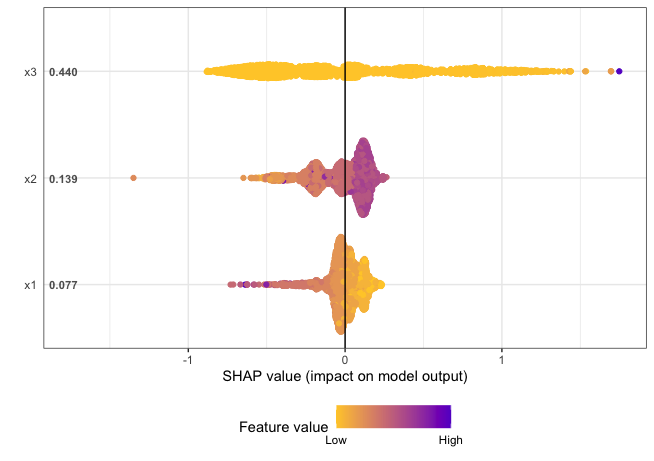 x3 0.440
x2 0.139
x1 0.077
-1 0 1
SHAP value (impact on model output)
Feature value
Low High